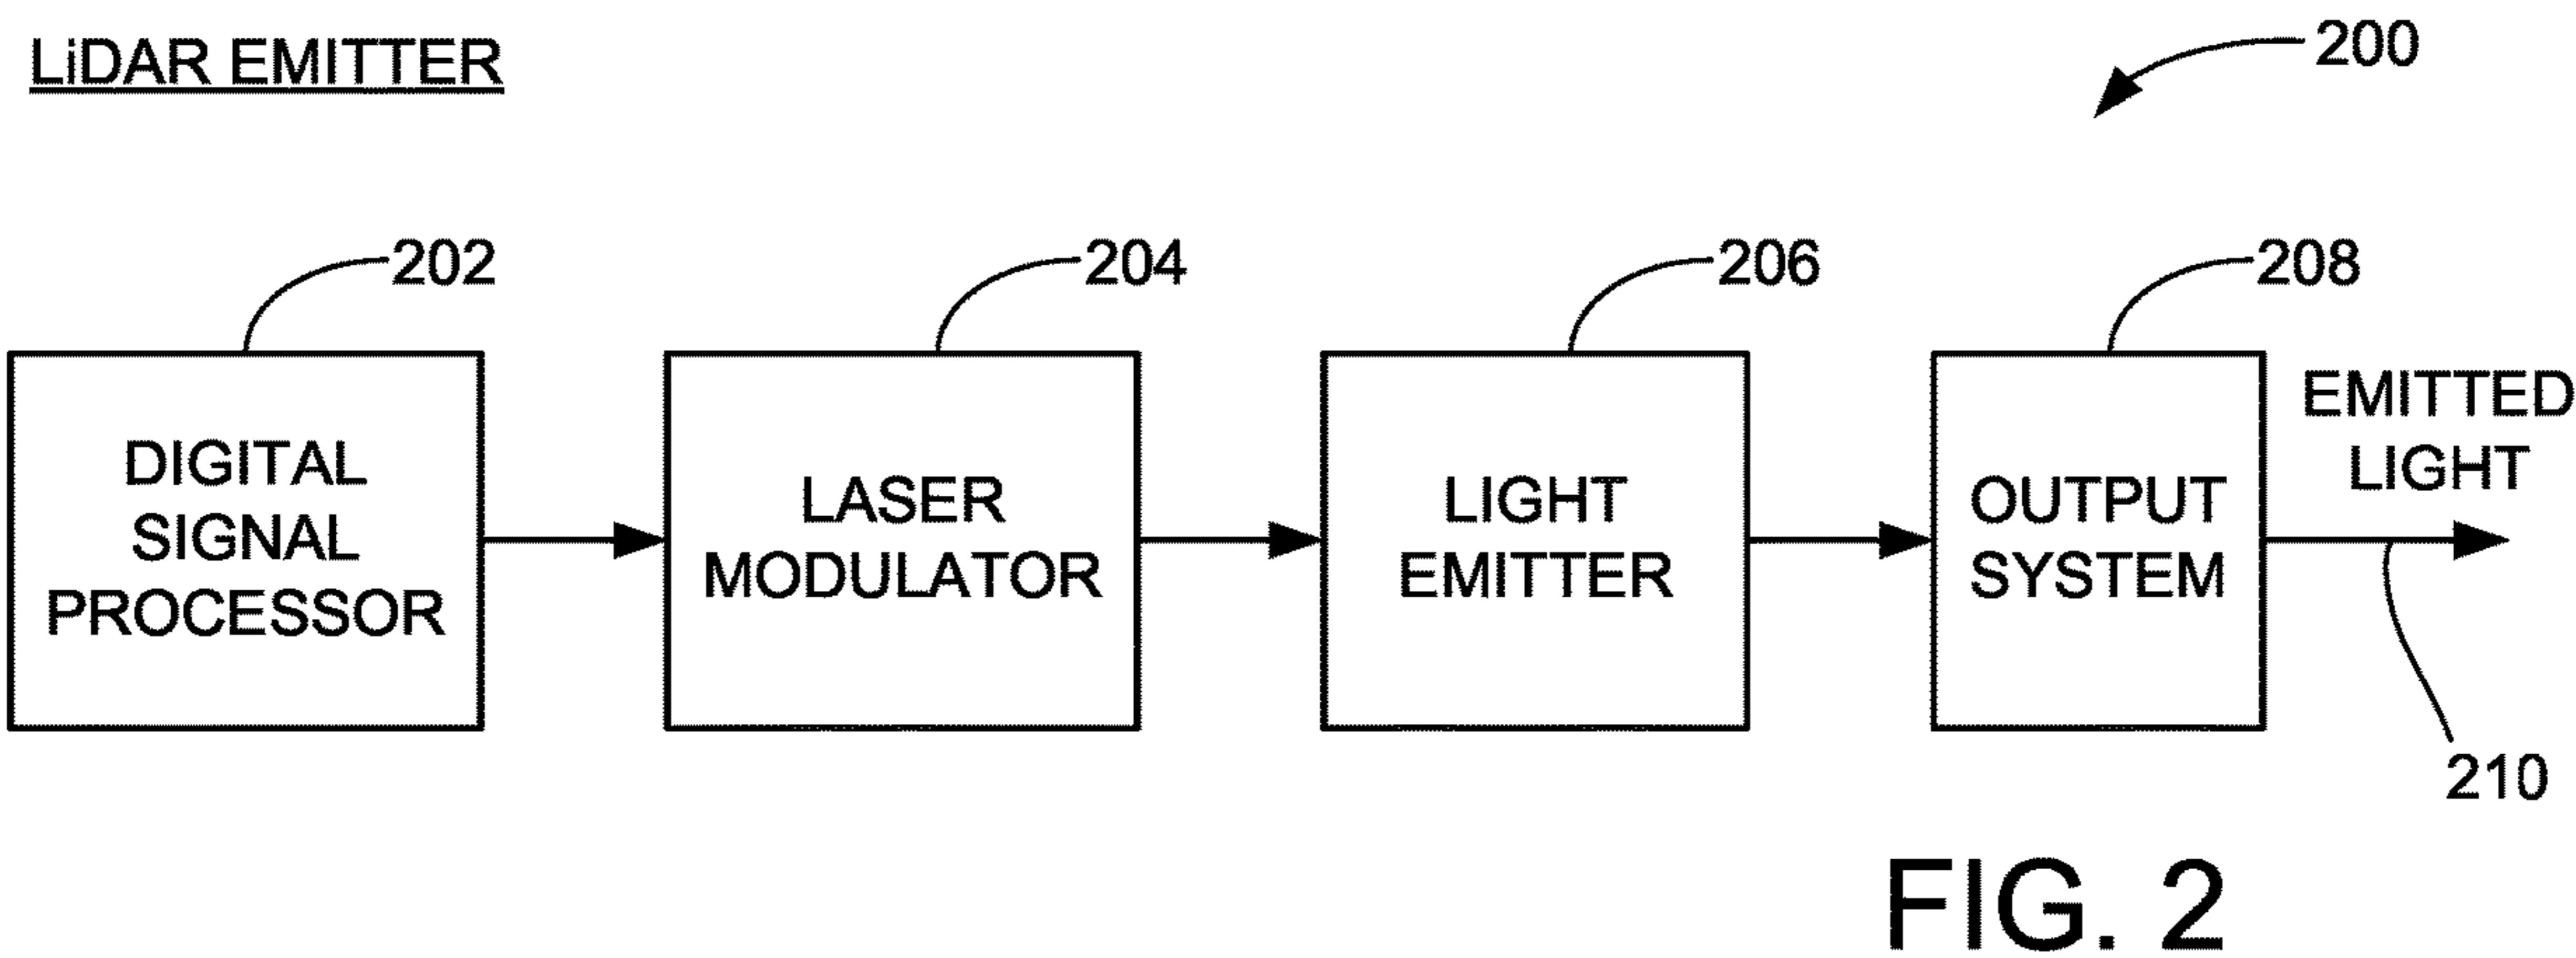 LiDAR EMITTER
200
202
204
206
208
DIGITAL
SIGNAL
PROCESSOR
LASER
MODULATOR
LIGHT
EMITTER
OUTPUT
SYSTEM
EMITTED
LIGHT
210
FIG. 2